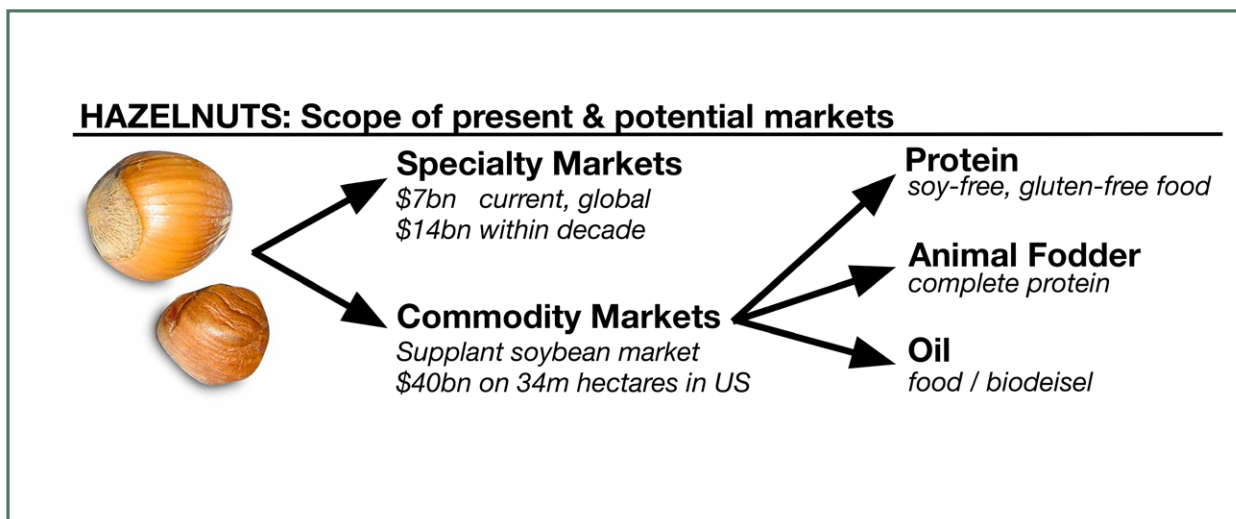 HAZELNUTS: Scope of present & potential markets
Specialty Markets
$7bn current, global
$14bn within decade
Commodity Markets
Supplant soybean market
$40bn on 34m hectares in US
Protein
soy-free, gluten-free food
Animal Fodder
complete protein
Oil
food / biodeisel